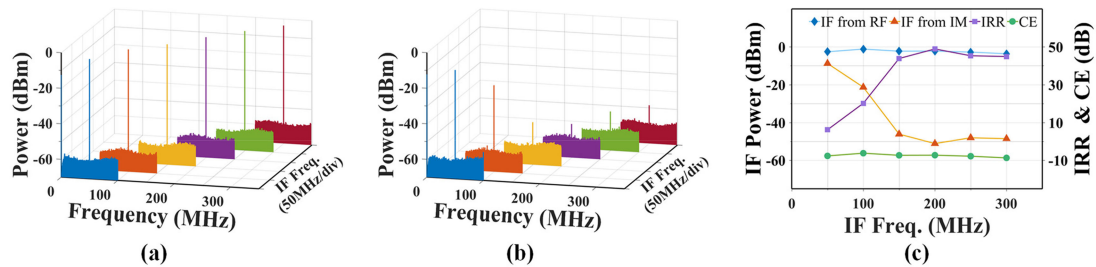 0
-20
-40
-60
Power (dBm)
0
100
200
300
Frequency (MHz)
IF Freq.
(50MHz/div)
(a)
0
-20
-40
-60
Power (dBm)
0
100
200
300
Frequency (MHz)
IF Freq.
(50MHz/div)
(b)
IF from RF IF from IM IRR CE
0
-20
-40
-60
IF Power (dBm)
50
30
10
-10
IRR & CE (dB)
0 50 100 150 200 250 300
IF Freq. (MHz)
(c)